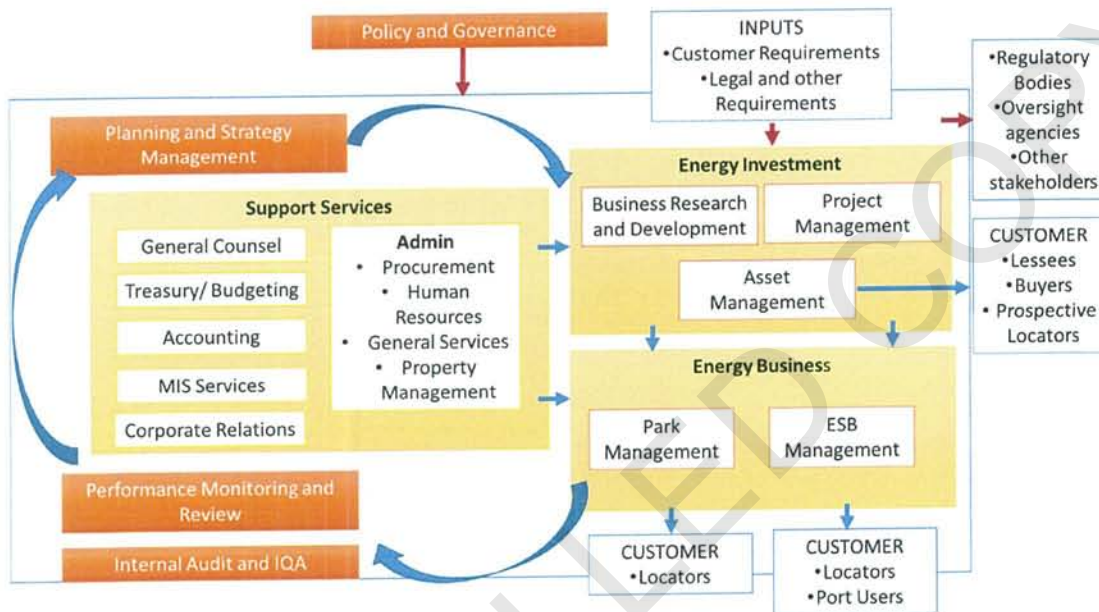 Policy and Governance
INPUTS
•Customer Requirements
•Legal and other
Requirements
•Regulatory
Bodies
•Oversight
agencies
•Other
stakeholders
Planning and Strategy
Management
Energy Investment
Business Research
and Development
Project
Management
Asset
Management
Support Services
General Counsel
Treasury/ Budgeting
Accounting
MIS Services
Corporate Relations
Admin
• Procurement
• Human
Resources
• General Services
• Property
Management
CUSTOMER
•Lessees
•Buyers
• Prospective
Locators
Energy Business
Park
Management
ESB
Management
Performance Monitoring and
Review
Internal Audit and IQA
CUSTOMER
•Locators
CUSTOMER
•Locators
•Port Users
LLED COPY